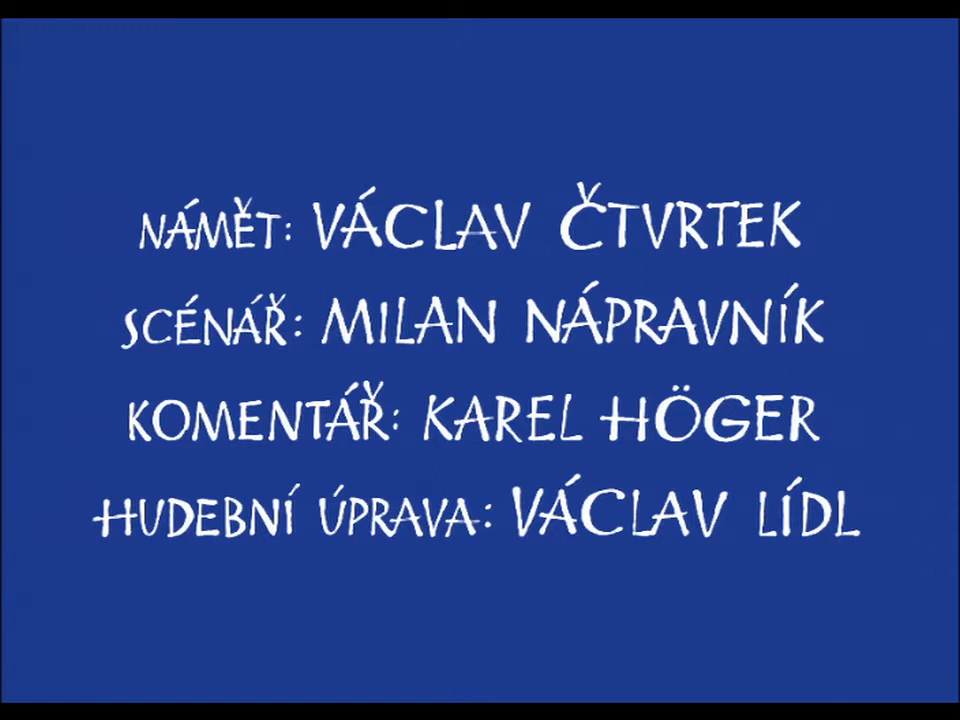 NÁMĚT: VÁCLAV ČTVRTEK
SCÉNÁŘ: MILAN NÁPRAVNÍK
KOMENTÁŘ: KAREL HÖGER
HUDEBNÍ ÚPRAVA: VÁCLAV LÍDL